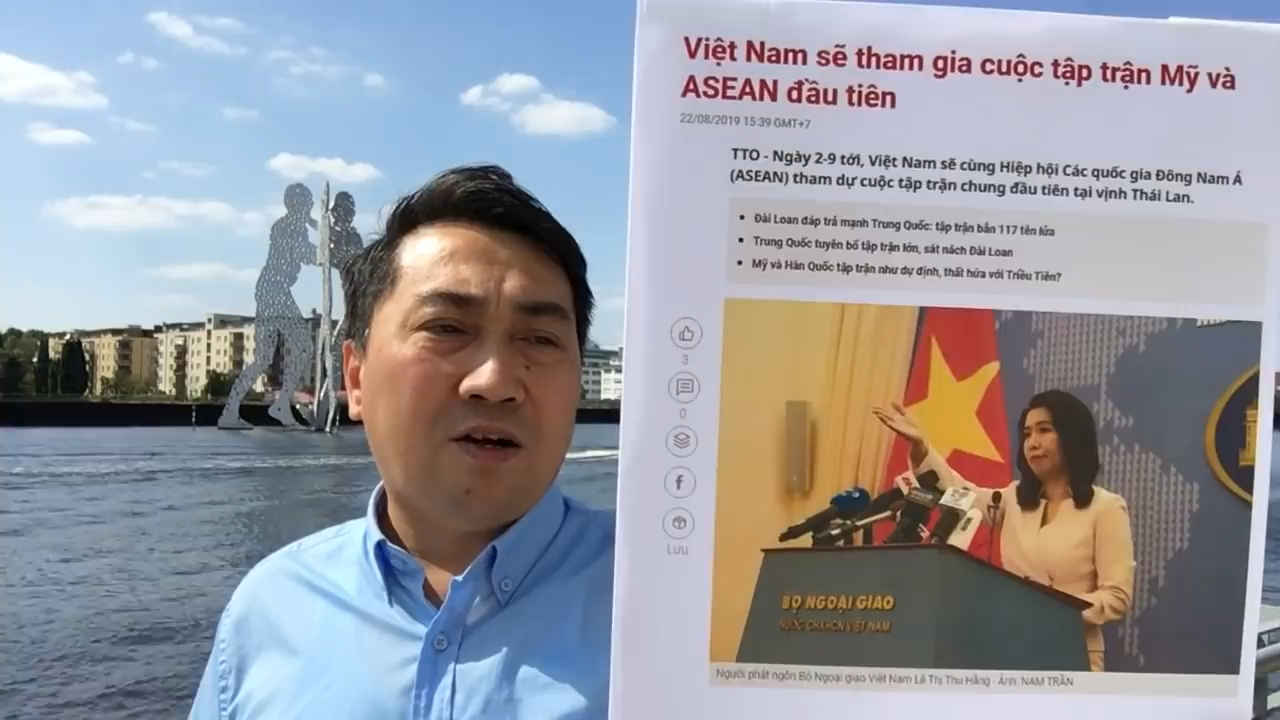 Việt Nam sẽ tham gia cuộc tập trận Mỹ và
ASEAN đầu tiên
22/08/2019 15:39 GMT+7
TTO - Ngày 2-9 tới, Việt Nam sẽ cùng Hiệp hội Các quốc gia Đông Nam Á
(ASEAN) tham dự cuộc tập trận chung đầu tiên tại vịnh Thái Lan.
• Đài Loan đáp trả mạnh Trung Quốc: tập trận bắn 117 tên lửa
• Trung Quốc tuyên bố tập trận lớn, sát nách Đài Loan
• Mỹ và Hàn Quốc tập trận như dự định, thất hứa với Triều Tiên?
3
0
Lưu
BỘ NGOẠI GIAO
NƯỚC CHXHCN VIỆT NAM
Người phát ngôn Bộ Ngoại giao Việt Nam Lê Thị Thu Hằng - Ảnh: NAM TRẦN